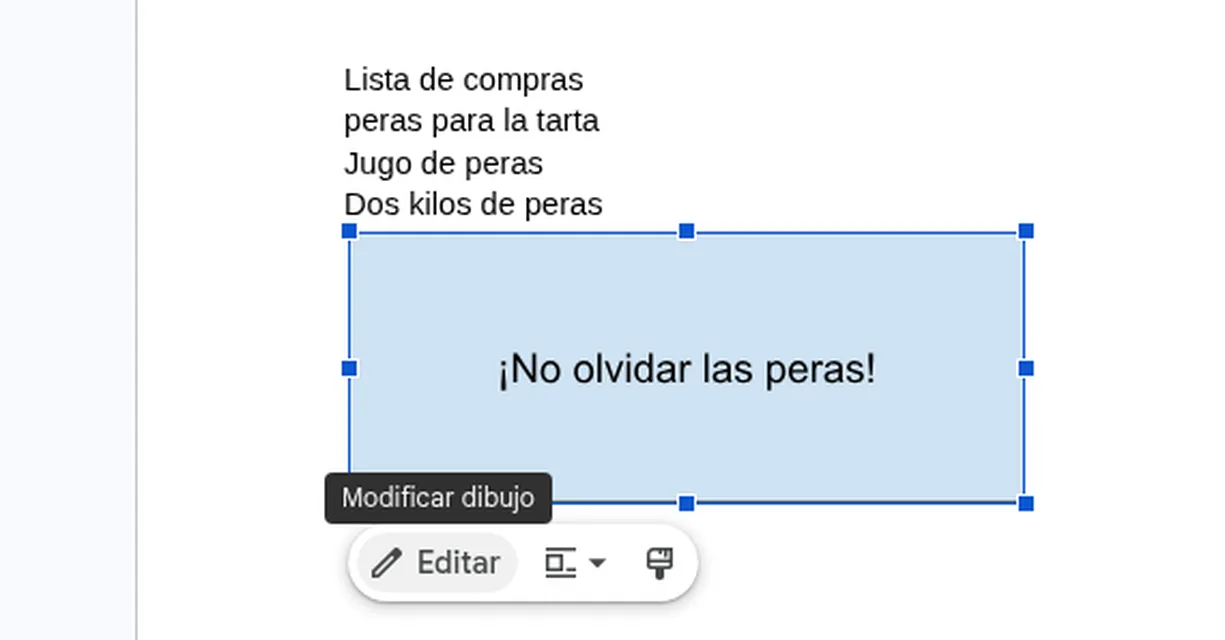 Lista de compras
peras para la tarta
Jugo de peras
Dos kilos de peras
¡No olvidar las peras!
Modificar dibujo
Editar